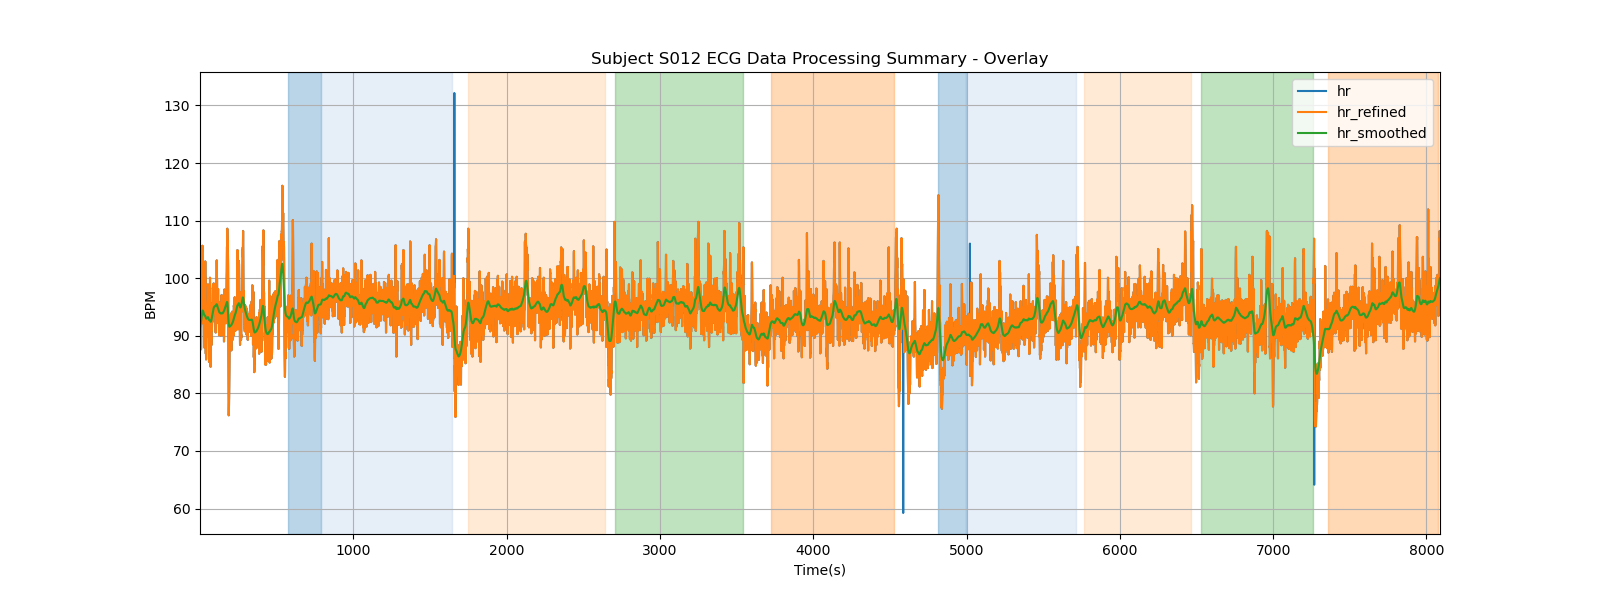 Subject S012 ECG Data Processing Summary - Overlay
hr
hr_refined
hr_smoothed
BPM
130
120
110
100
90
80
70
60
1000
2000
3000
4000
5000
6000
7000
8000
Time(s)